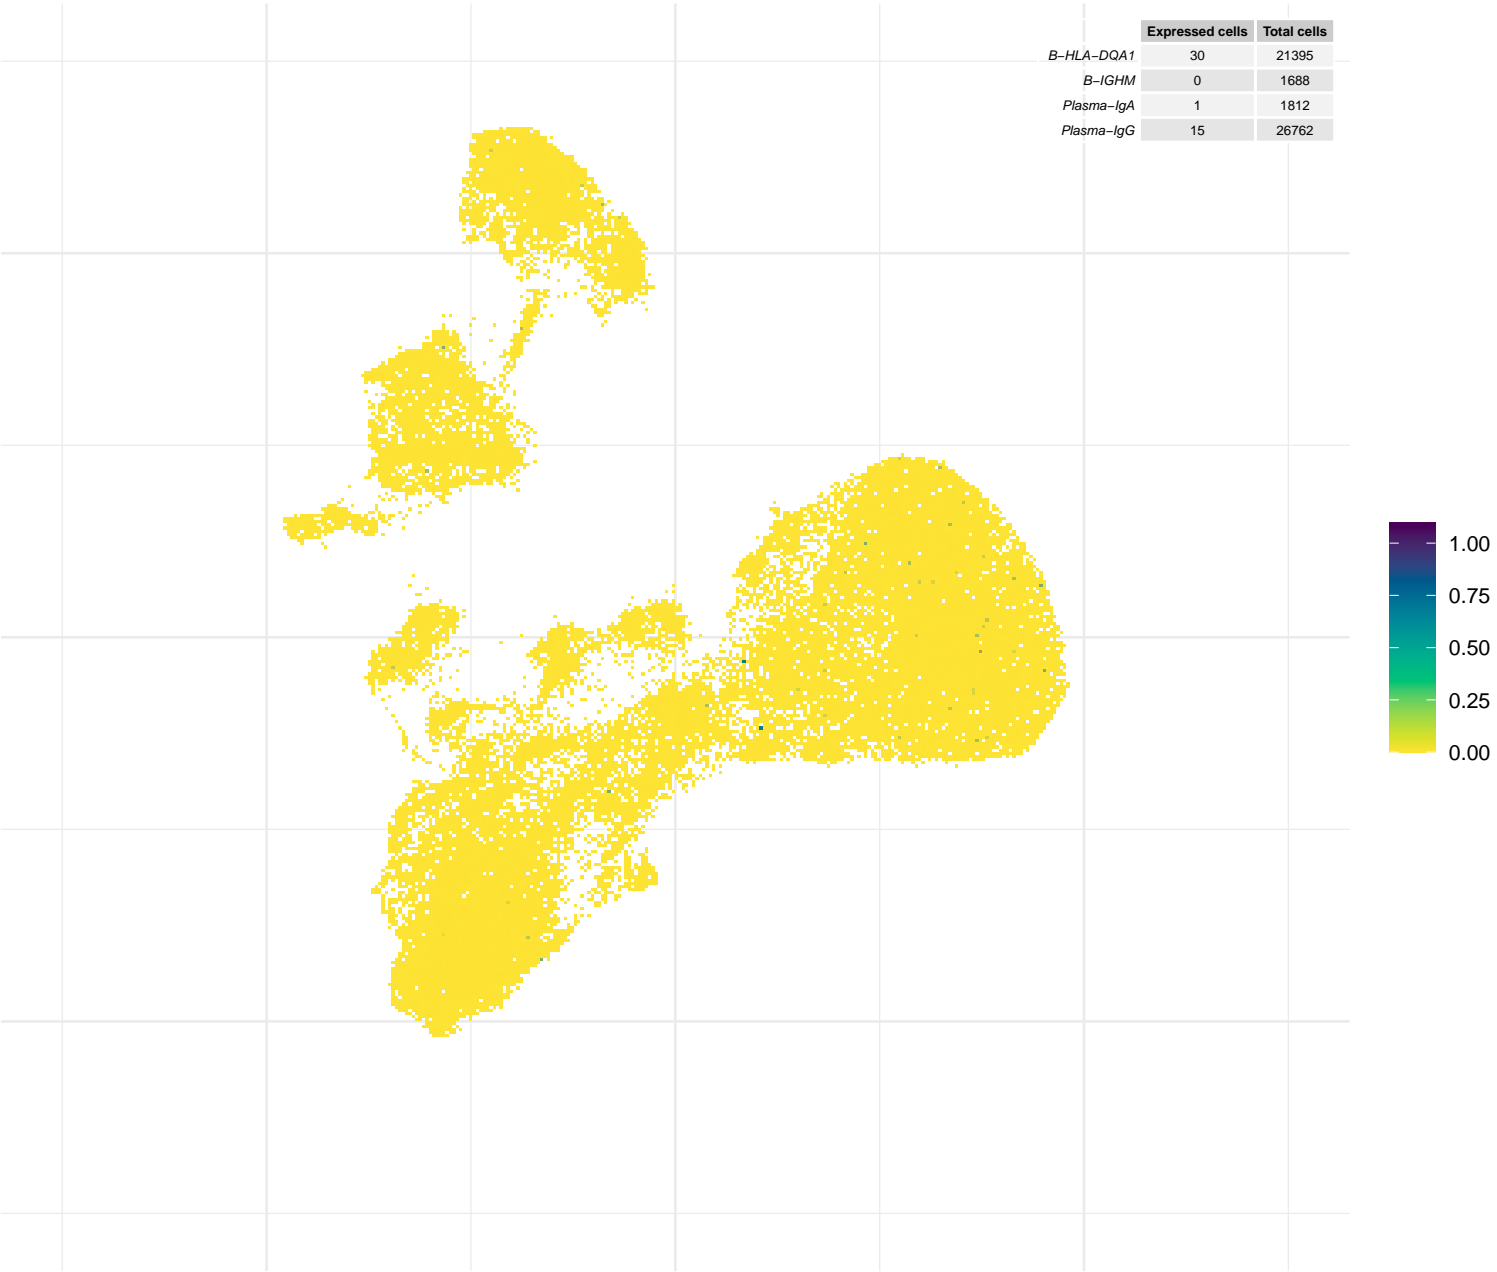 Expressed cells Total cells
B−HLA−DQA1 30 21395
B−IGHM 0 1688
Plasma−IgA 1 1812
Plasma−IgG 15 26762
1.00
0.75
0.50
0.25
0.00